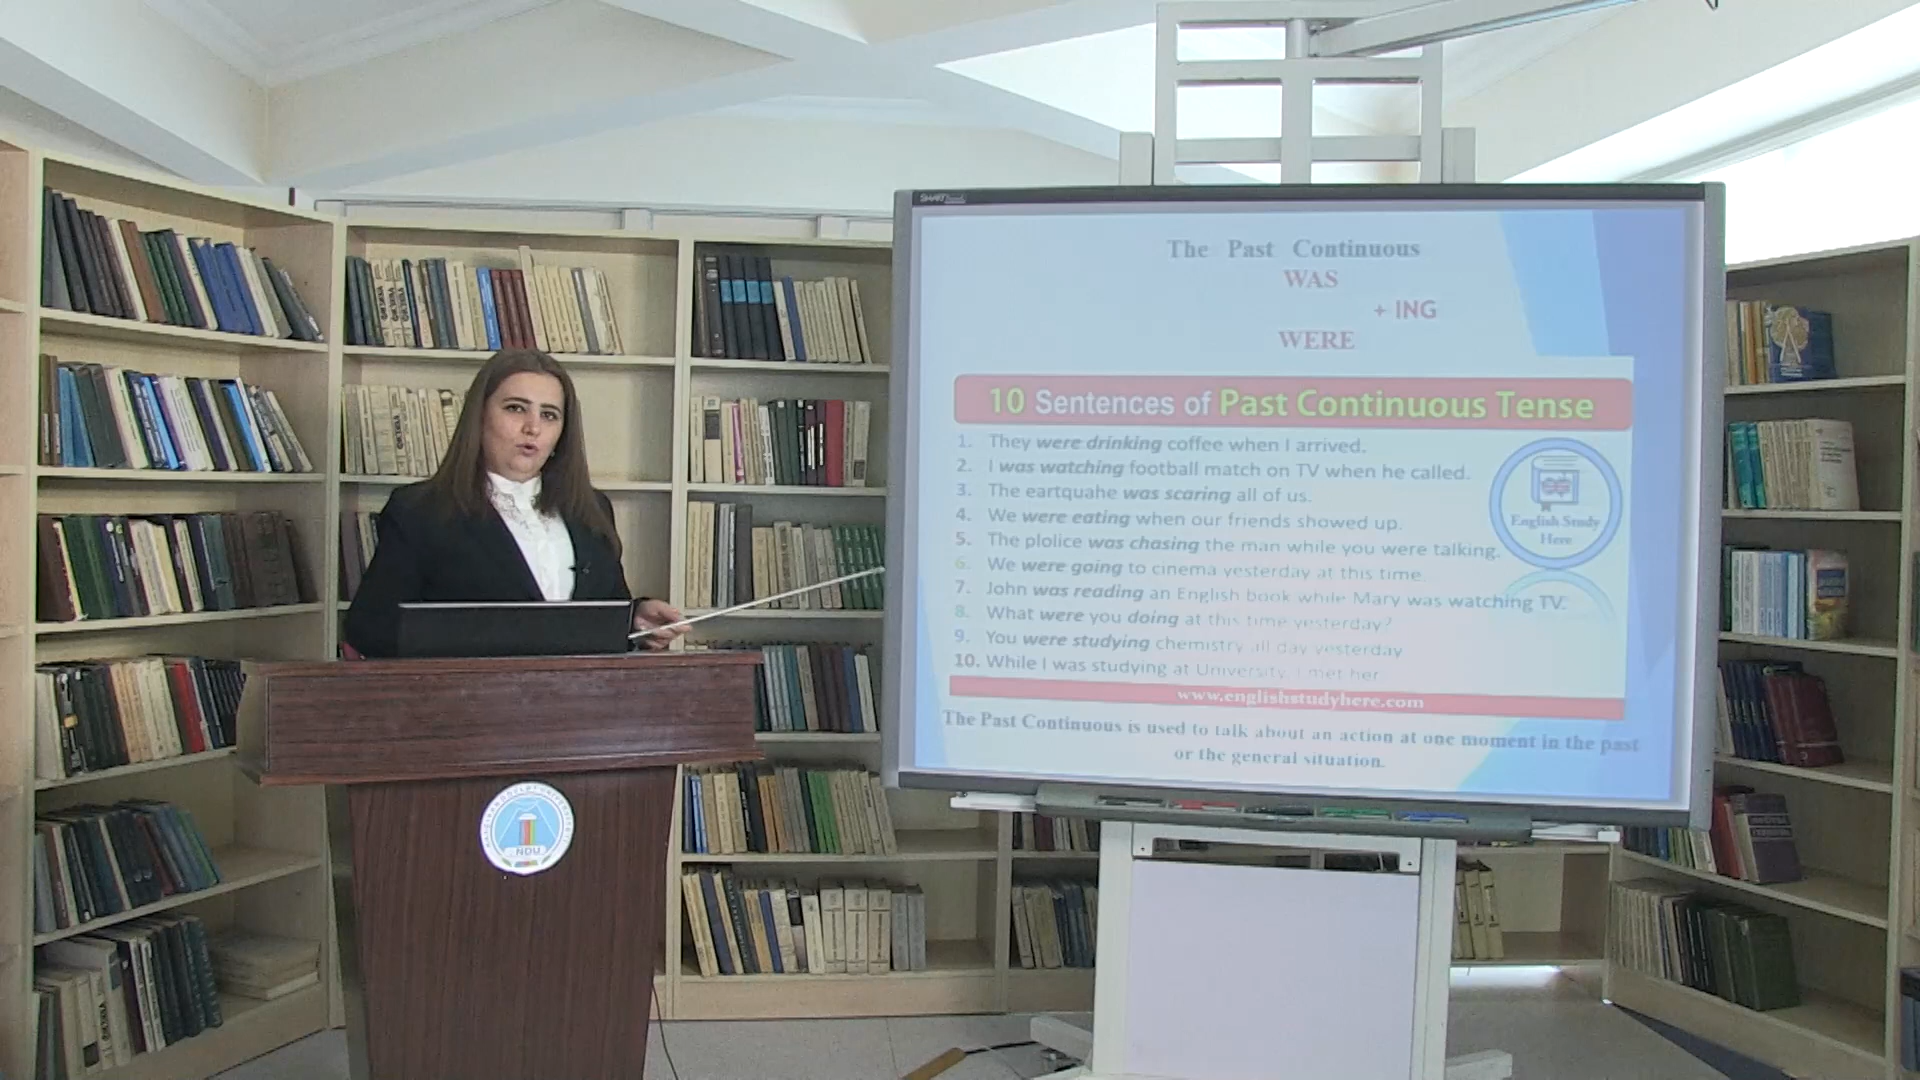 SMART Board
The Past Continuous
WAS
+ ING
WERE
10 Sentences of Past Continuous Tense
1. They were drinking coffee when I arrived.
2. I was watching football match on TV when he called.
3. The eartquahe was scaring all of us.
4. We were eating when our friends showed up.
5. The plolice was chasing the man while you were talking.
6. We were going to cinema yesterday at this time.
7. John was reading an English book while Mary was watching TV.
8. What were you doing at this time yesterday?
9. You were studying chemistry all day yesterday
10. While I was studying at University, I met her
English Study
Here
www.englishstudyhere.com
The Past Continuous is used to talk about an action at one moment in the past
or the general situation.
NDU